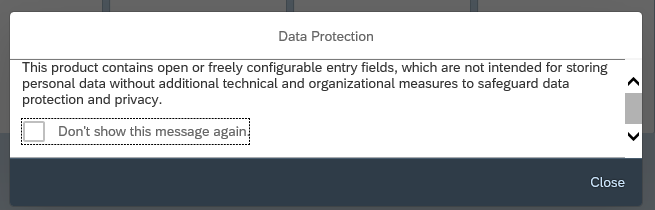 Data Protection
This product contains open or freely configurable entry fields, which are not intended for storing
personal data without additional technical and organizational measures to safeguard data
protection and privacy.
Don't show this message again.
Close